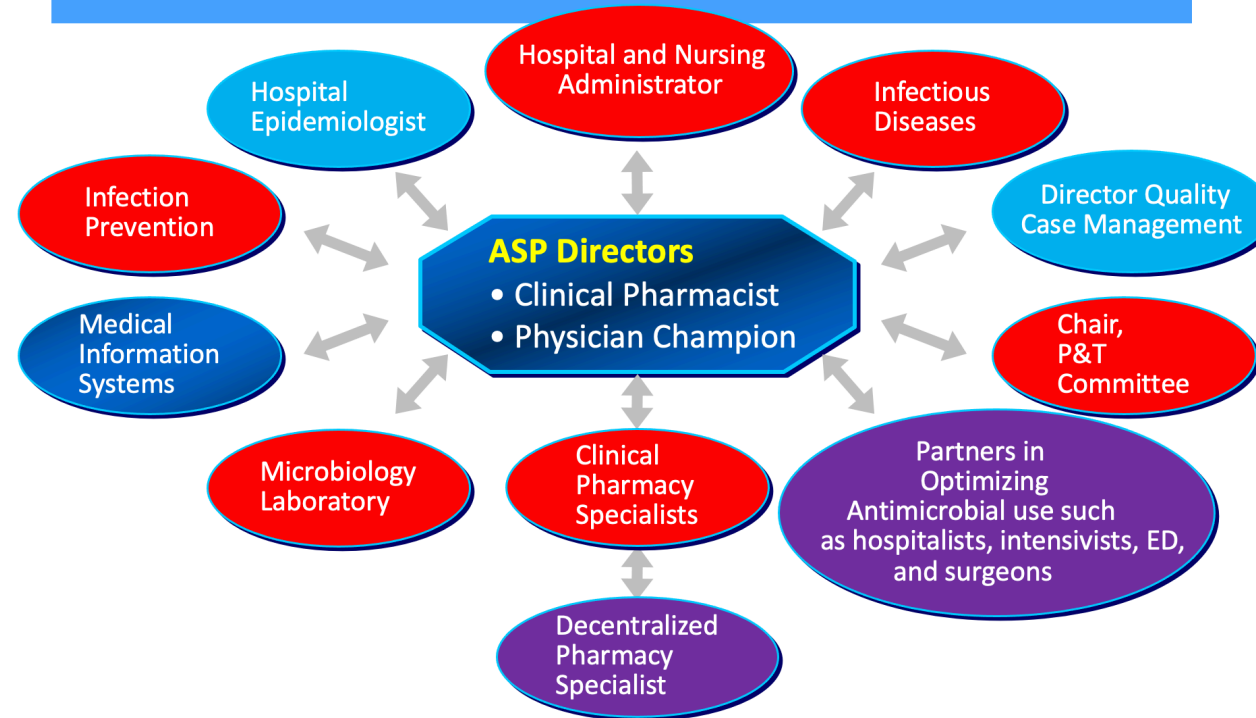 Hospital and Nursing
Administrator
Hospital
Epidemiologist
Infectious
Diseases
Infection
Prevention
Director Quality
Case Management
ASP Directors
• Clinical Pharmacist
• Physician Champion
Medical
Information
Systems
Chair,
P&T
Committee
Microbiology
Laboratory
Clinical
Pharmacy
Specialists
Partners in
Optimizing
Antimicrobial use such
as hospitalists, intensivists, ED,
and surgeons
Decentralized
Pharmacy
Specialist